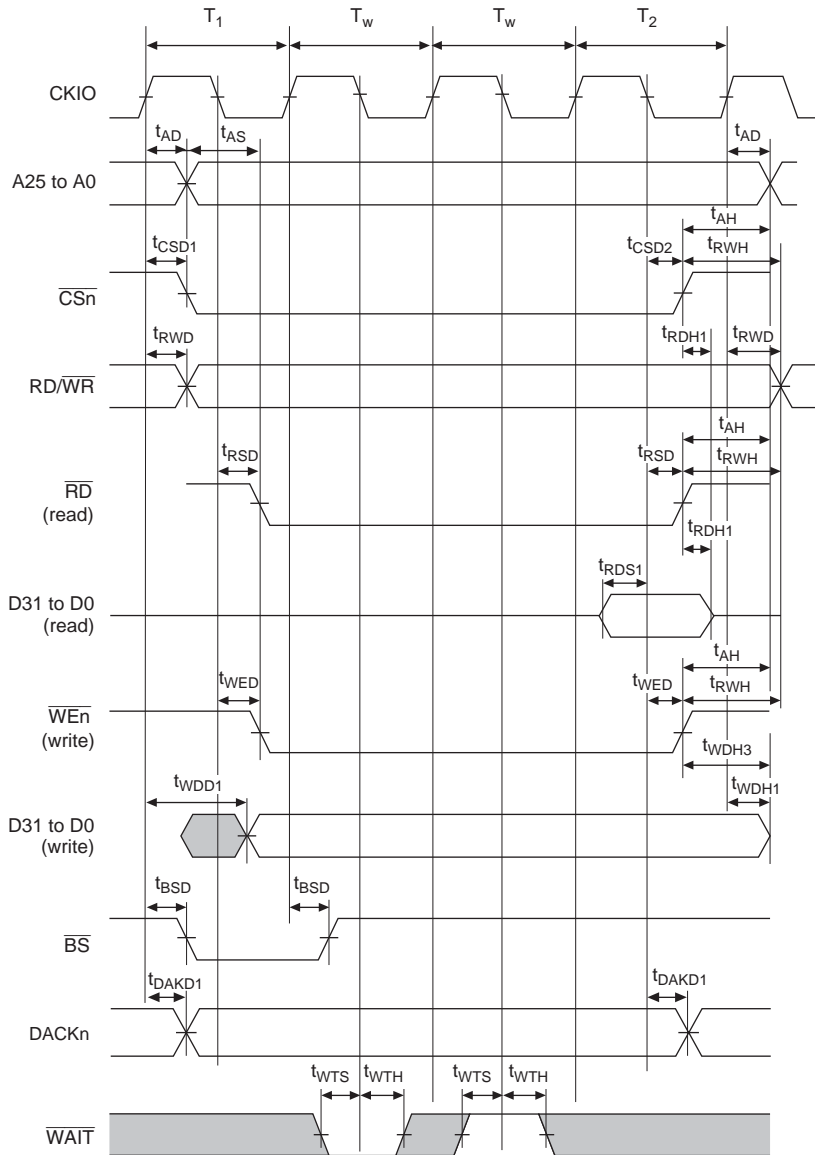 T1 Tw Tw T2
CKIO
tAD tAS tAD
A25 to A0
tAH
tCSD1 tCSD2 tRWH
CSn
tRWD tRDH1 tRWD
RD/WR
tAH
tRSD tRSD tRWH
RD
(read)
tRDH1
tRDS1
D31 to D0
(read)
tAH
tWED tWED tRWH
WEn
(write)
tWDH3
tWDD1 tWDH1
D31 to D0
(write)
tBSD tBSD
BS
tDAKD1 tDAKD1
DACKn
tWTS tWTH tWTS tWTH
WAIT